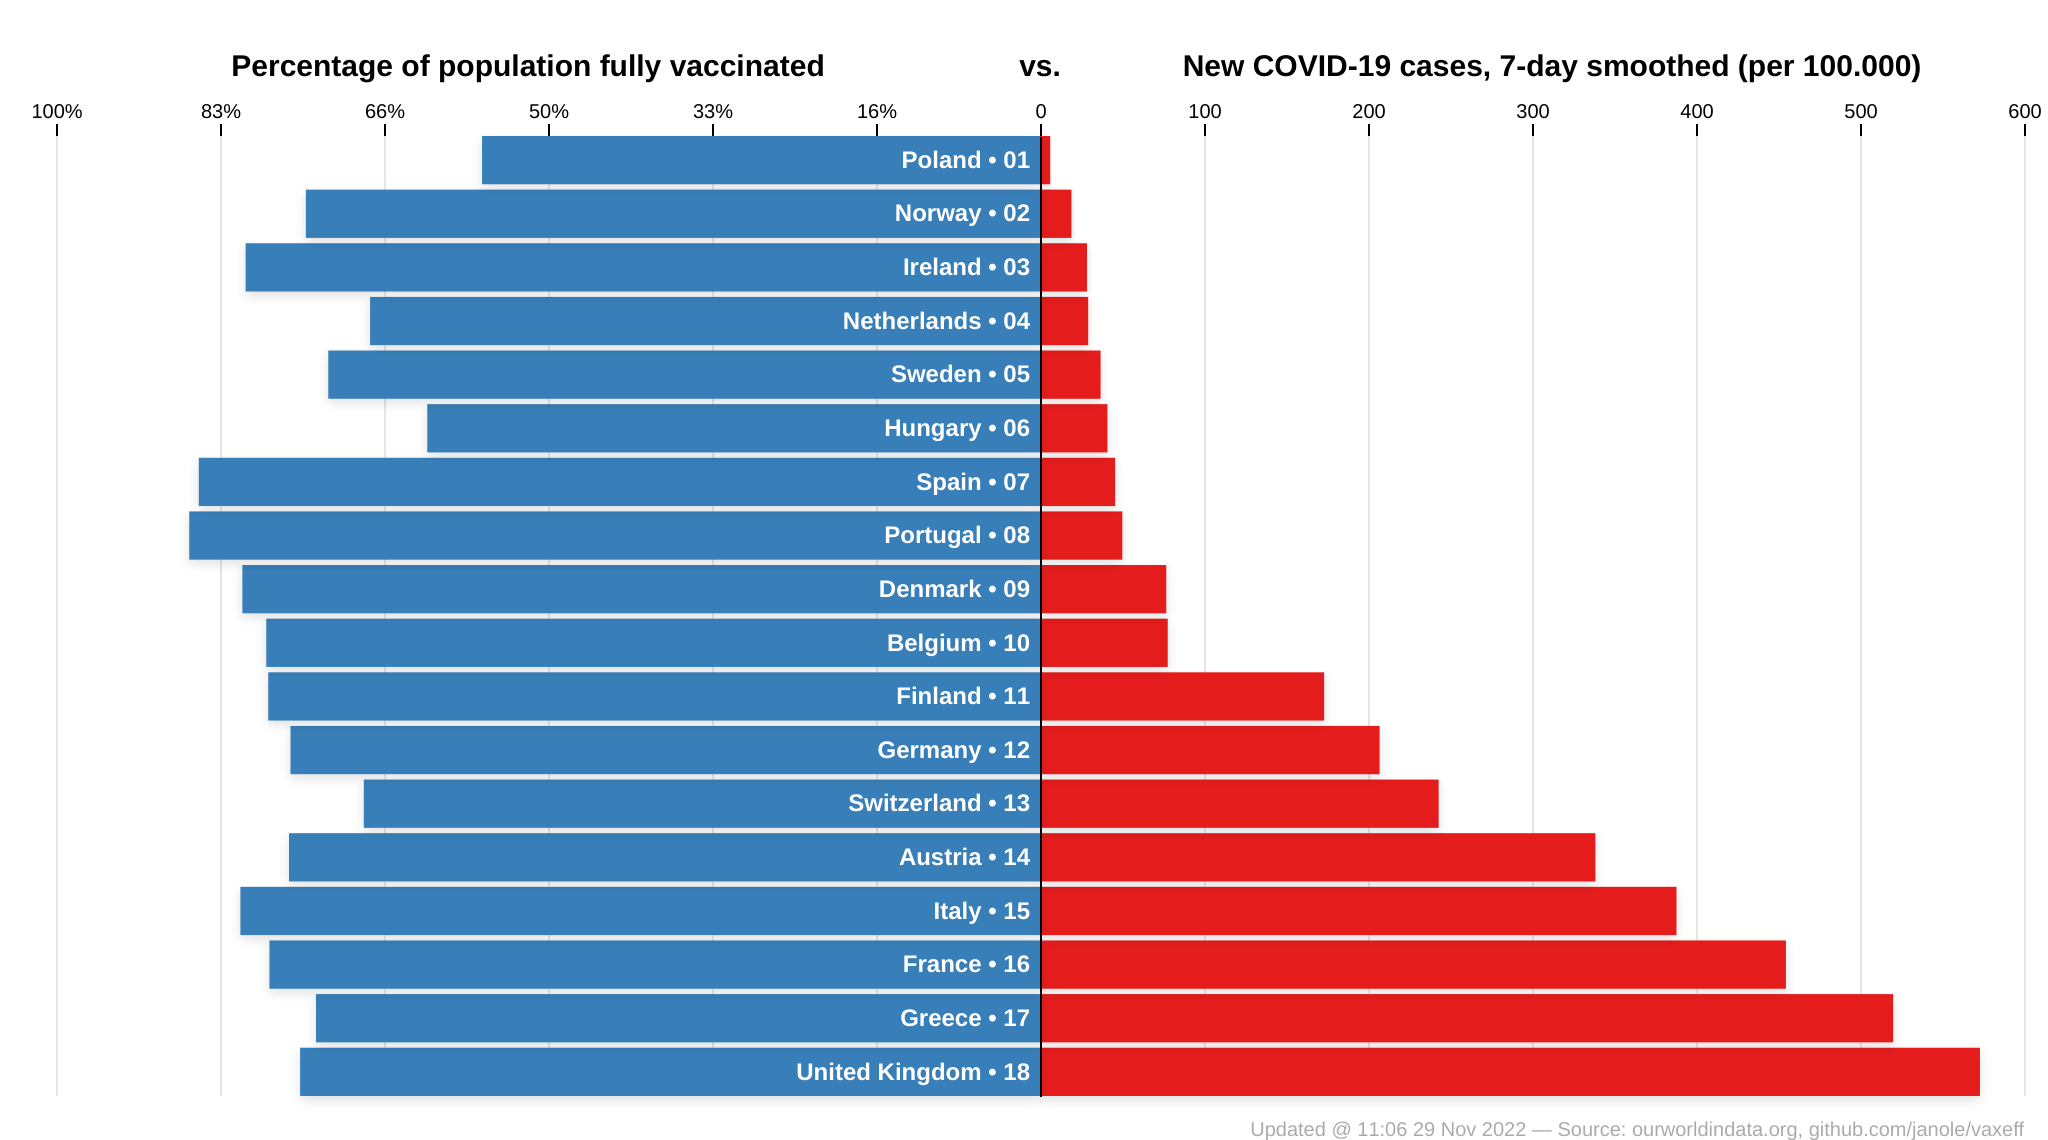 Percentage of population fully vaccinated vs. New COVID-19 cases, 7-day smoothed (per 100.000)
100% 83% 66% 50% 33% 16% 0 100 200 300 400 500 600
Poland • 01
Norway • 02
Ireland • 03
Netherlands • 04
Sweden • 05
Hungary • 06
Spain • 07
Portugal • 08
Denmark • 09
Belgium • 10
Finland • 11
Germany • 12
Switzerland • 13
Austria • 14
Italy • 15
France • 16
Greece • 17
United Kingdom • 18
Updated @ 11:06 29 Nov 2022 — Source: ourworldindata.org, github.com/janole/vaxeff